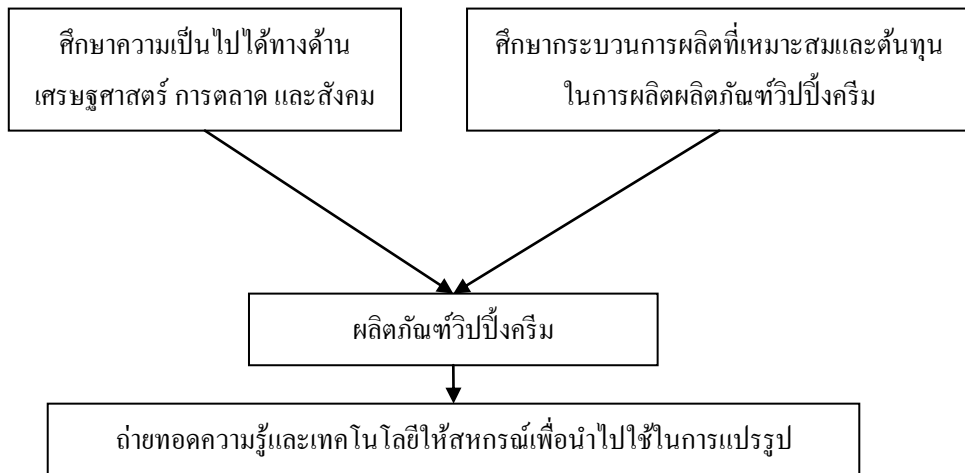 ศึกษาความเป็นไปได้ทางด้าน
เศรษฐศาสตร์ การตลาด และสังคม
ศึกษากระบวนการผลิตที่เหมาะสมและต้นทุน
ในการผลิตผลิตภัณฑ์วิปปิ้งครีม
ผลิตภัณฑ์วิปปิ้งครีม
ถ่ายทอดความรู้และเทคโนโลยีให้สหกรณ์เพื่อนำไปใช้ในการแปรรูป